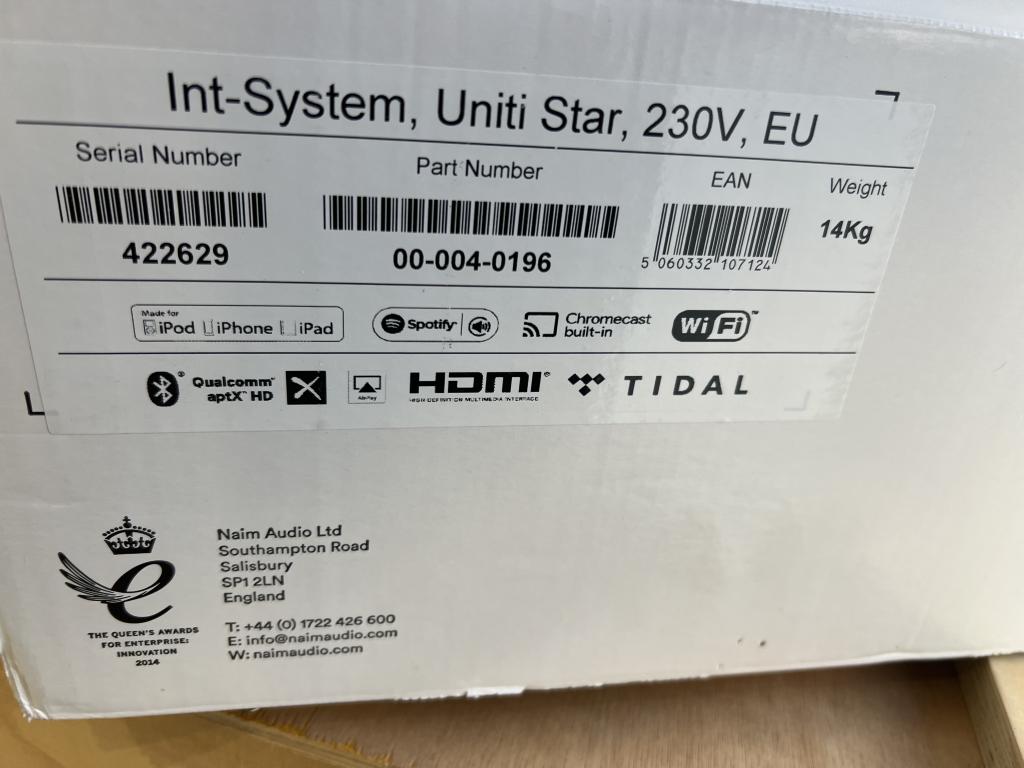 Int-System, Uniti Star, 230V, EU
Serial Number
Part Number
EAN
Weight
422629
00-004-0196
5 060332 107124
14Kg
Made for
iPod iPhone iPad
Spotify
Chromecast
built-in
Wi Fi™
Qualcomm®
aptX™ HD
AirPlay
HDMI®
HIGH-DEFINITION MULTIMEDIA INTERFACE
TIDAL
THE QUEEN'S AWARDS
FOR ENTERPRISE:
INNOVATION
2014
Naim Audio Ltd
Southampton Road
Salisbury
SP1 2LN
England
T: +44 (0) 1722 426 600
E: info@naimaudio.com
W: naimaudio.com